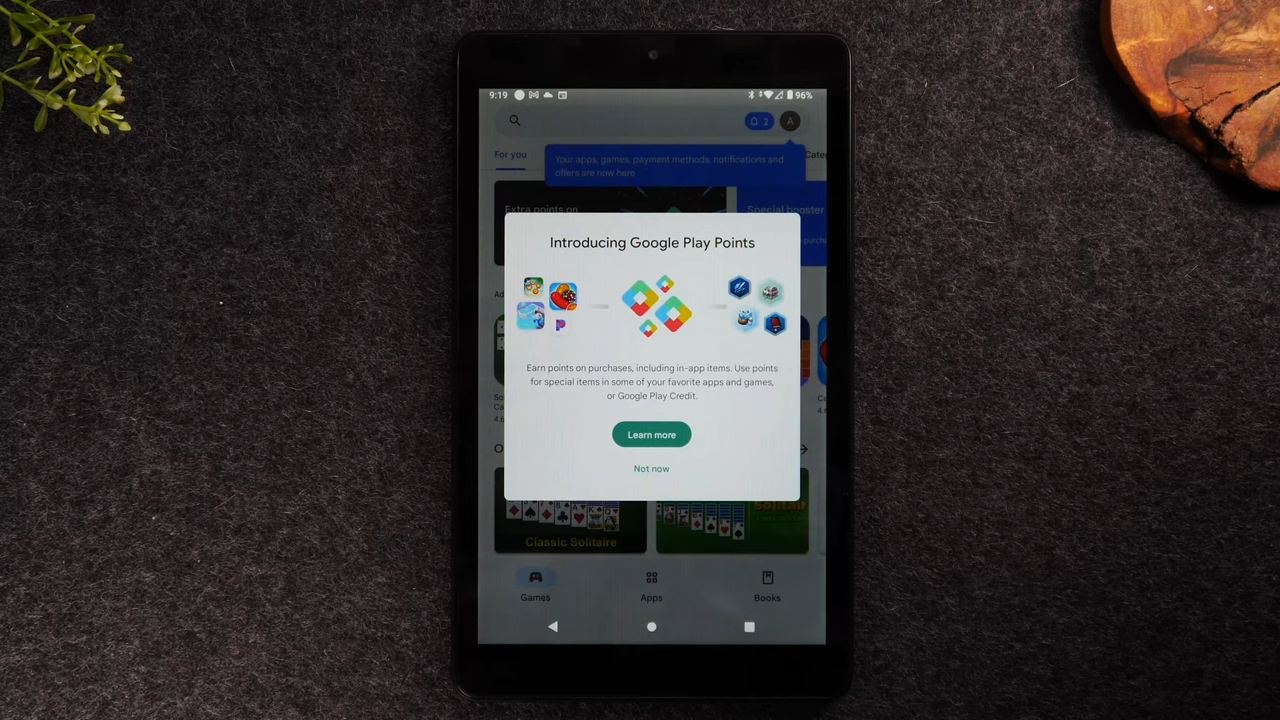 9:19
96%
2
A
For you
Your apps, games, payment methods, notifications and
offers are now here
Extra points on
Special booster
Introducing Google Play Points
Earn points on purchases, including in-app items. Use points
for special items in some of your favorite apps and games,
or Google Play Credit.
Learn more
Not now
Classic Solitaire
Games
Apps
Books